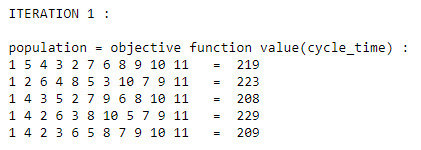 ITERATION 1 :
population = objective function value(cycle_time) :
1 5 4 3 2 7 6 8 9 10 11 = 219
1 2 6 4 8 5 3 10 7 9 11 = 223
1 4 3 5 2 7 9 6 8 10 11 = 208
1 4 2 6 3 8 10 5 7 9 11 = 229
1 4 2 3 6 5 8 7 9 10 11 = 209